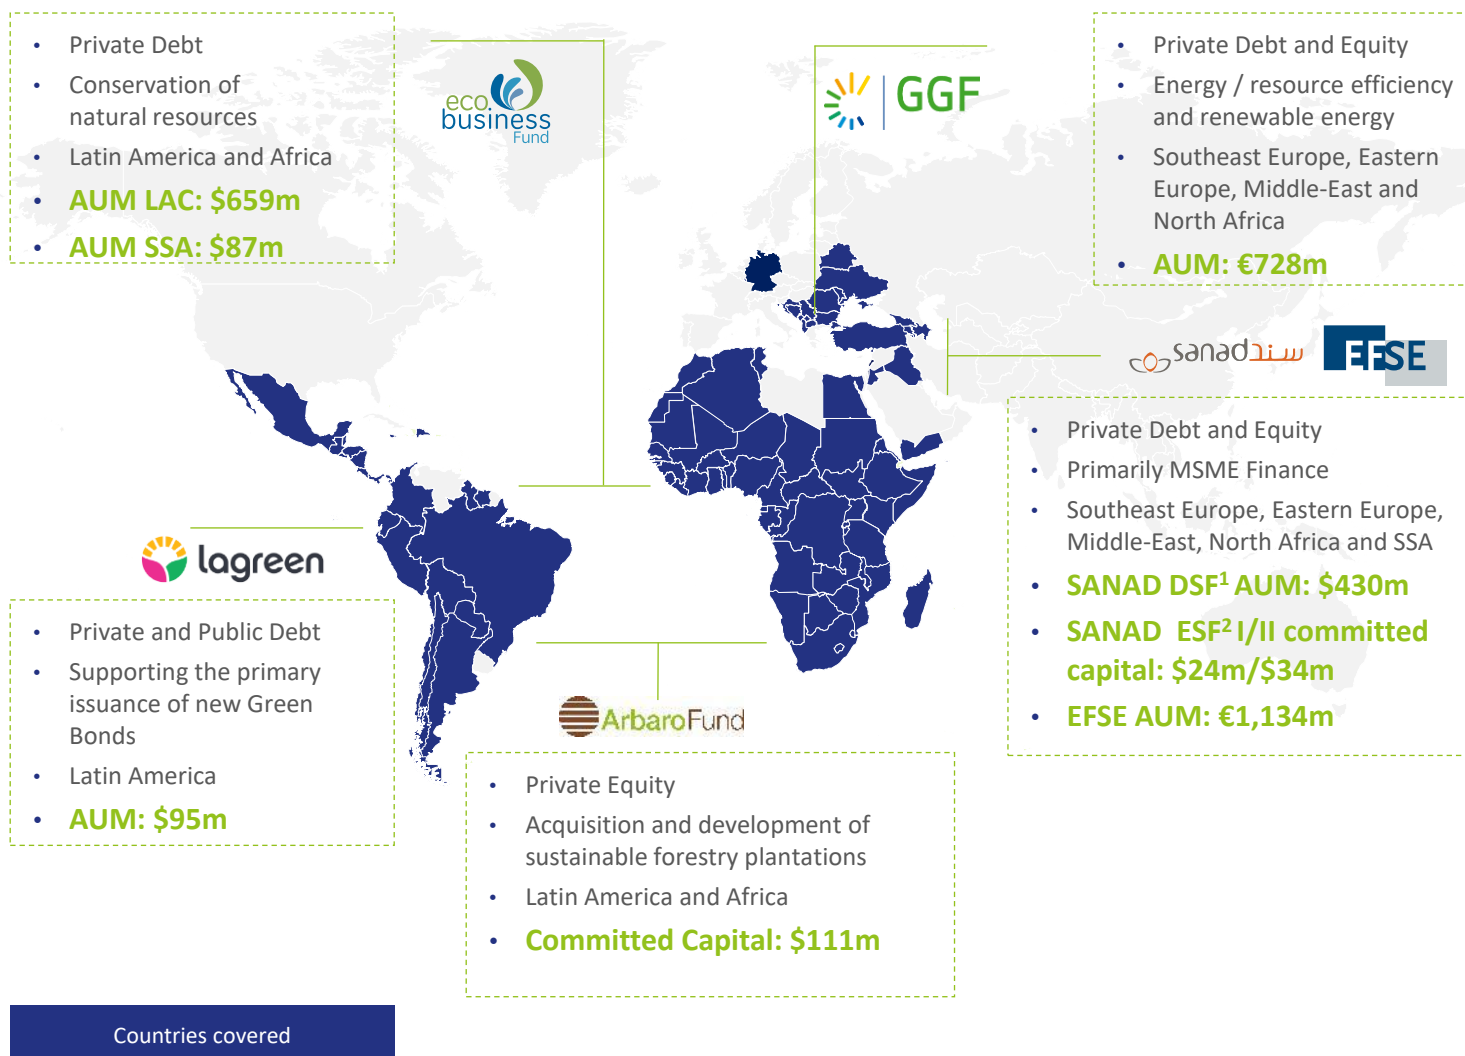 • Private Debt
• Conservation of
natural resources
• Latin America and Africa
• AUM LAC: $659m
• AUM SSA: $87m
eco.
business
Fund
GGF
• Private Debt and Equity
• Energy / resource efficiency
and renewable energy
• Southeast Europe, Eastern
Europe, Middle-East and
North Africa
• AUM: €728m
sanad سند
EFSE
• Private Debt and Equity
• Primarily MSME Finance
• Southeast Europe, Eastern Europe,
Middle-East, North Africa and SSA
• SANAD DSF¹ AUM: $430m
• SANAD ESF² I/II committed
capital: $24m/$34m
• EFSE AUM: €1,134m
lagreen
• Private and Public Debt
• Supporting the primary
issuance of new Green
Bonds
• Latin America
• AUM: $95m
ArbaroFund
• Private Equity
• Acquisition and development of
sustainable forestry plantations
• Latin America and Africa
• Committed Capital: $111m
Countries covered